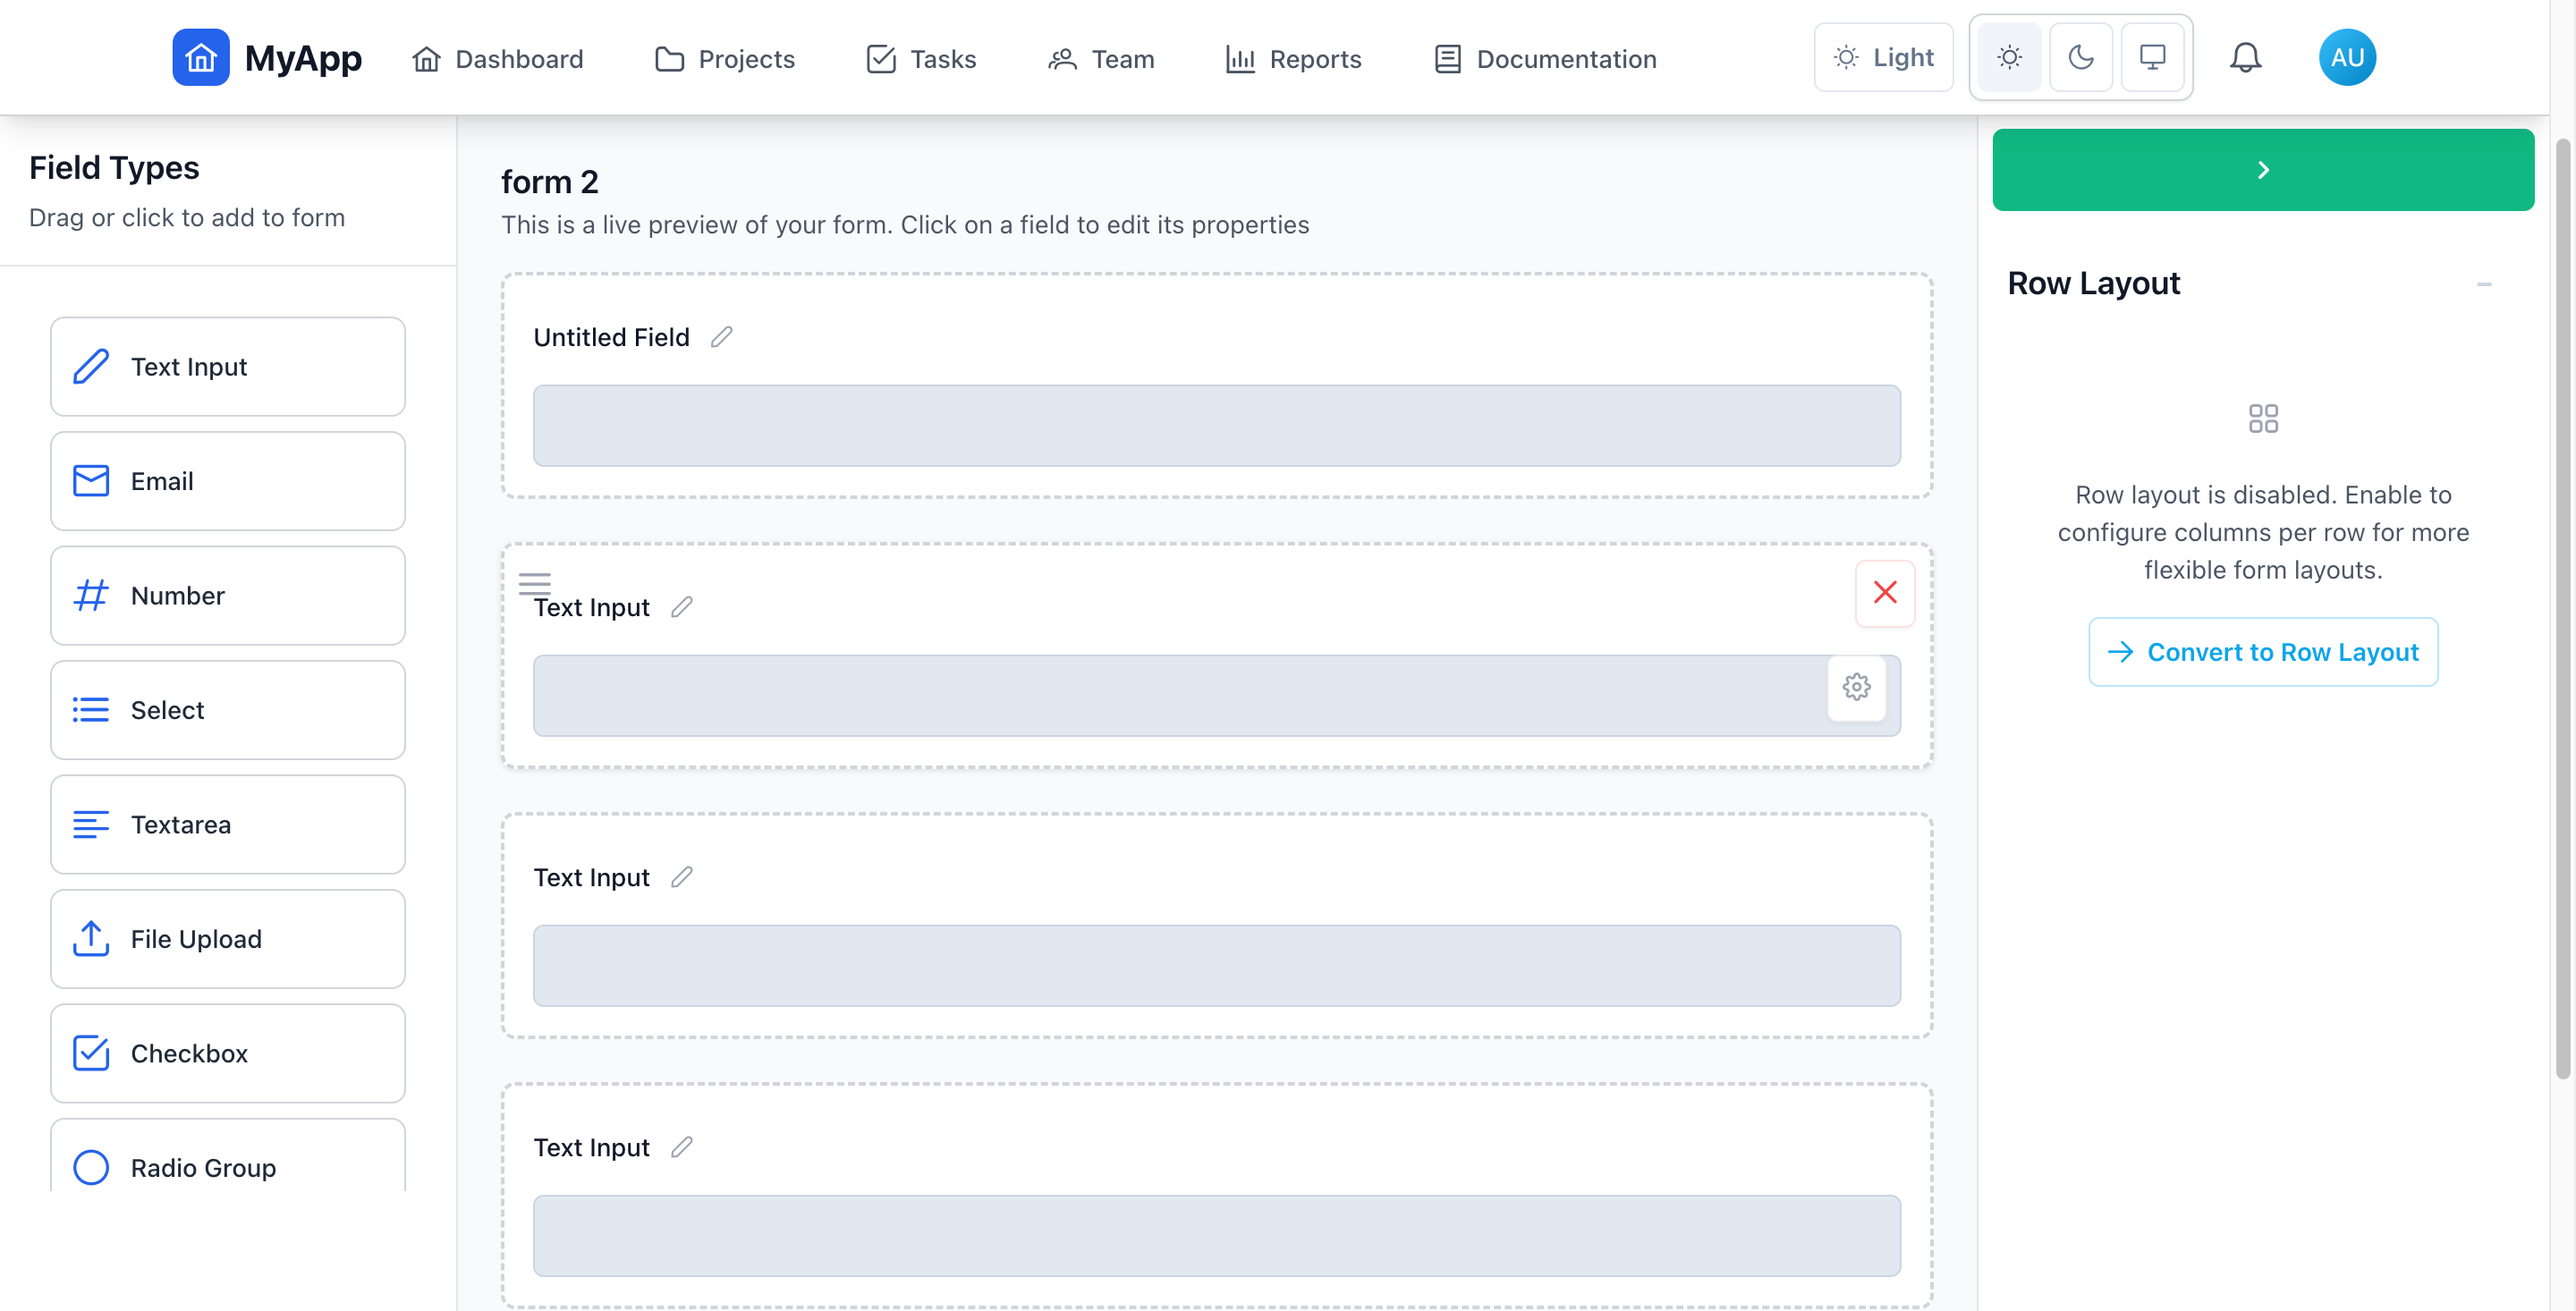 MyApp
Dashboard
Projects
Tasks
Team
Reports
Documentation
Light
AU
Field Types
Drag or click to add to form
Text Input
Email
Number
Select
Textarea
File Upload
Checkbox
Radio Group
form 2
This is a live preview of your form. Click on a field to edit its properties
Untitled Field
Text Input
Text Input
Text Input
Row Layout
Row layout is disabled. Enable to
configure columns per row for more
flexible form layouts.
Convert to Row Layout